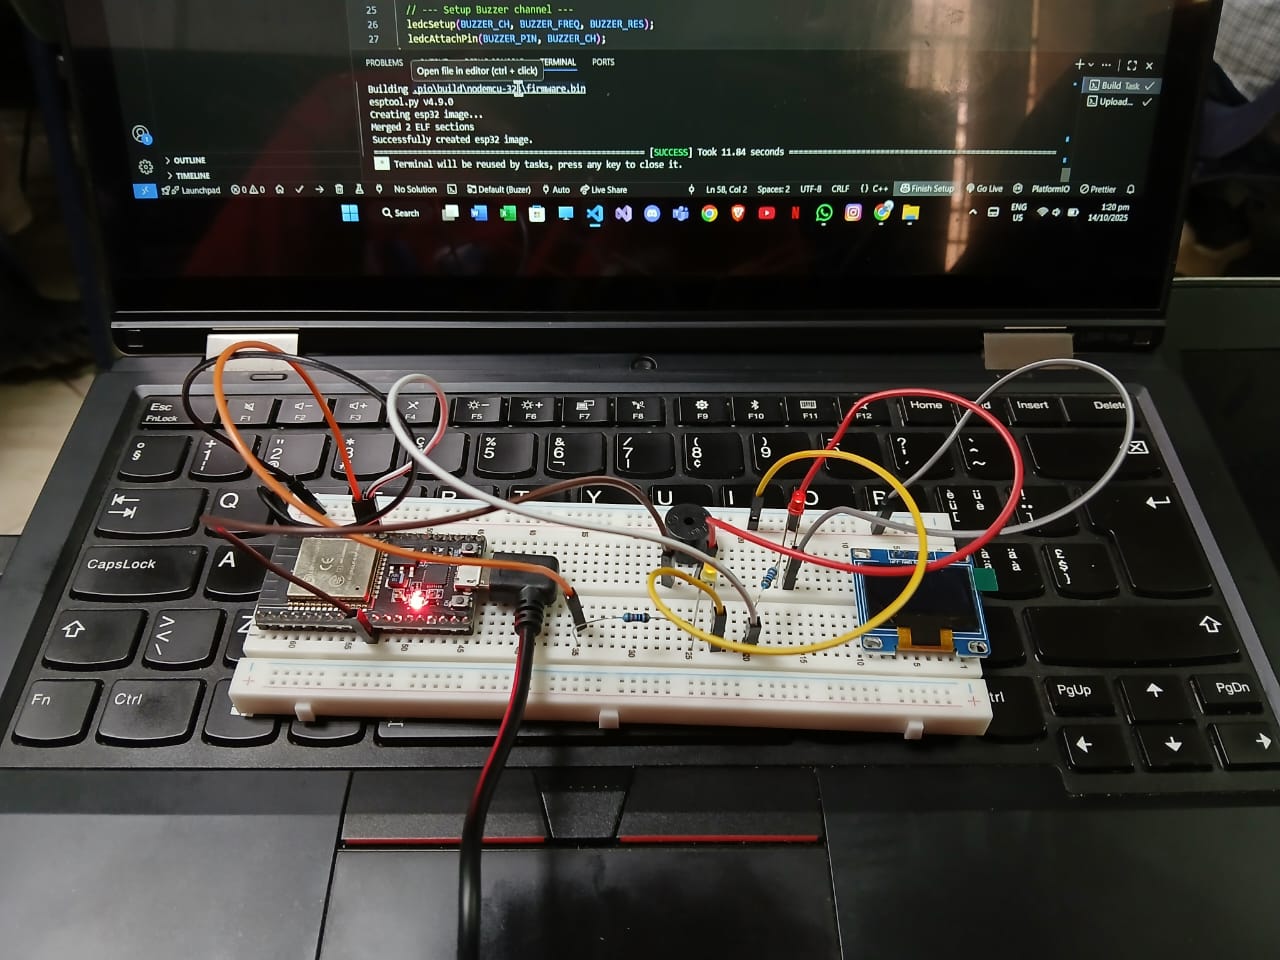 25 // --- Setup Buzzer channel ---
26 ledcSetup(BUZZER_CH, BUZZER_FREQ, BUZZER_RES);
27 ledcAttachPin(BUZZER_PIN, BUZZER_CH);
PROBLEMS TERMINAL PORTS
Open file in editor (ctrl + click)
Building .pio\build\nodemcu-32s\firmware.bin
esptool.py v4.9.0
Creating esp32 image...
Merged 2 ELF sections
Successfully created esp32 image.
[SUCCESS] Took 11.84 seconds
* Terminal will be reused by tasks, press any key to close it.
Build Task
Upload...
OUTLINE
TIMELINE
Launchpad 0 0 No Solution Default (Buzer) Auto Live Share Ln 58, Col 2 Spaces: 2 UTF-8 CRLF {} C++ Finish Setup Go Live PlatformIO Prettier
Search
ENG
US
1:20 pm
14/10/2025
Esc
FnLock
F1 F2 F3 F4 F5 F6 F7 F8 F9 F10 F11 F12
Home Insert Delete
Q T Y U I
CapsLock A
Fn Ctrl
PgUp PgDn